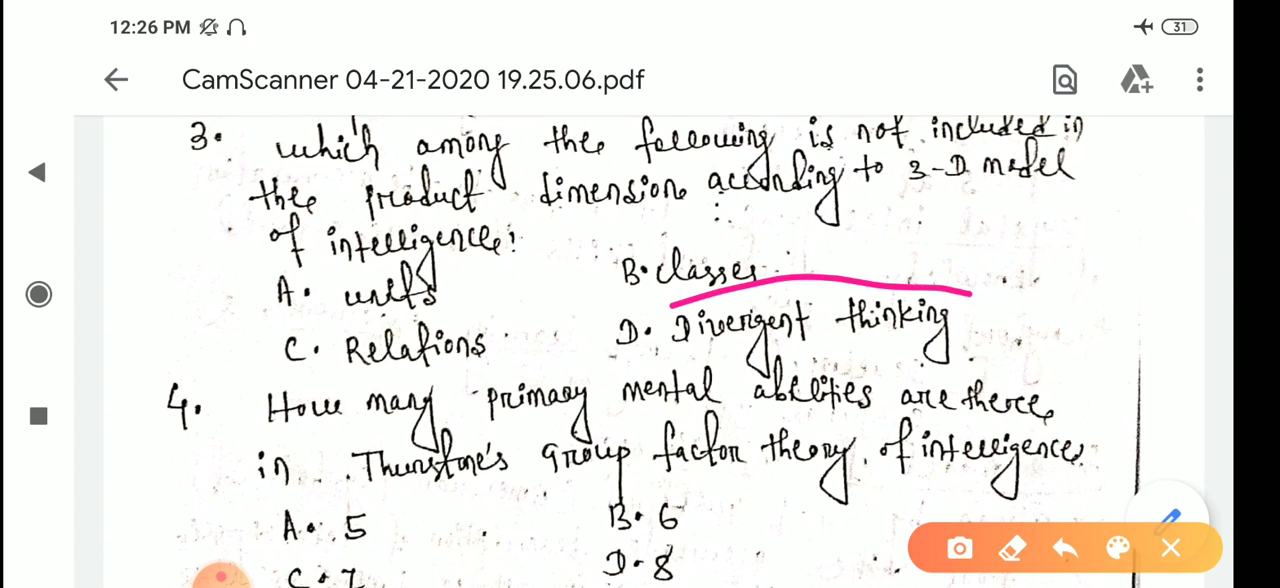 12:26 PM 31
CamScanner 04-21-2020 19.25.06.pdf
3. which among the following is not included in
the product dimension according to 3-D model
of intelligence?
A. units B. classes
C. Relations D. Divergent thinking
4. How many primary mental abilities are there
in Thurstone's group factor theory of intelligence.
A. 5 B. 6
C. 7 D. 8